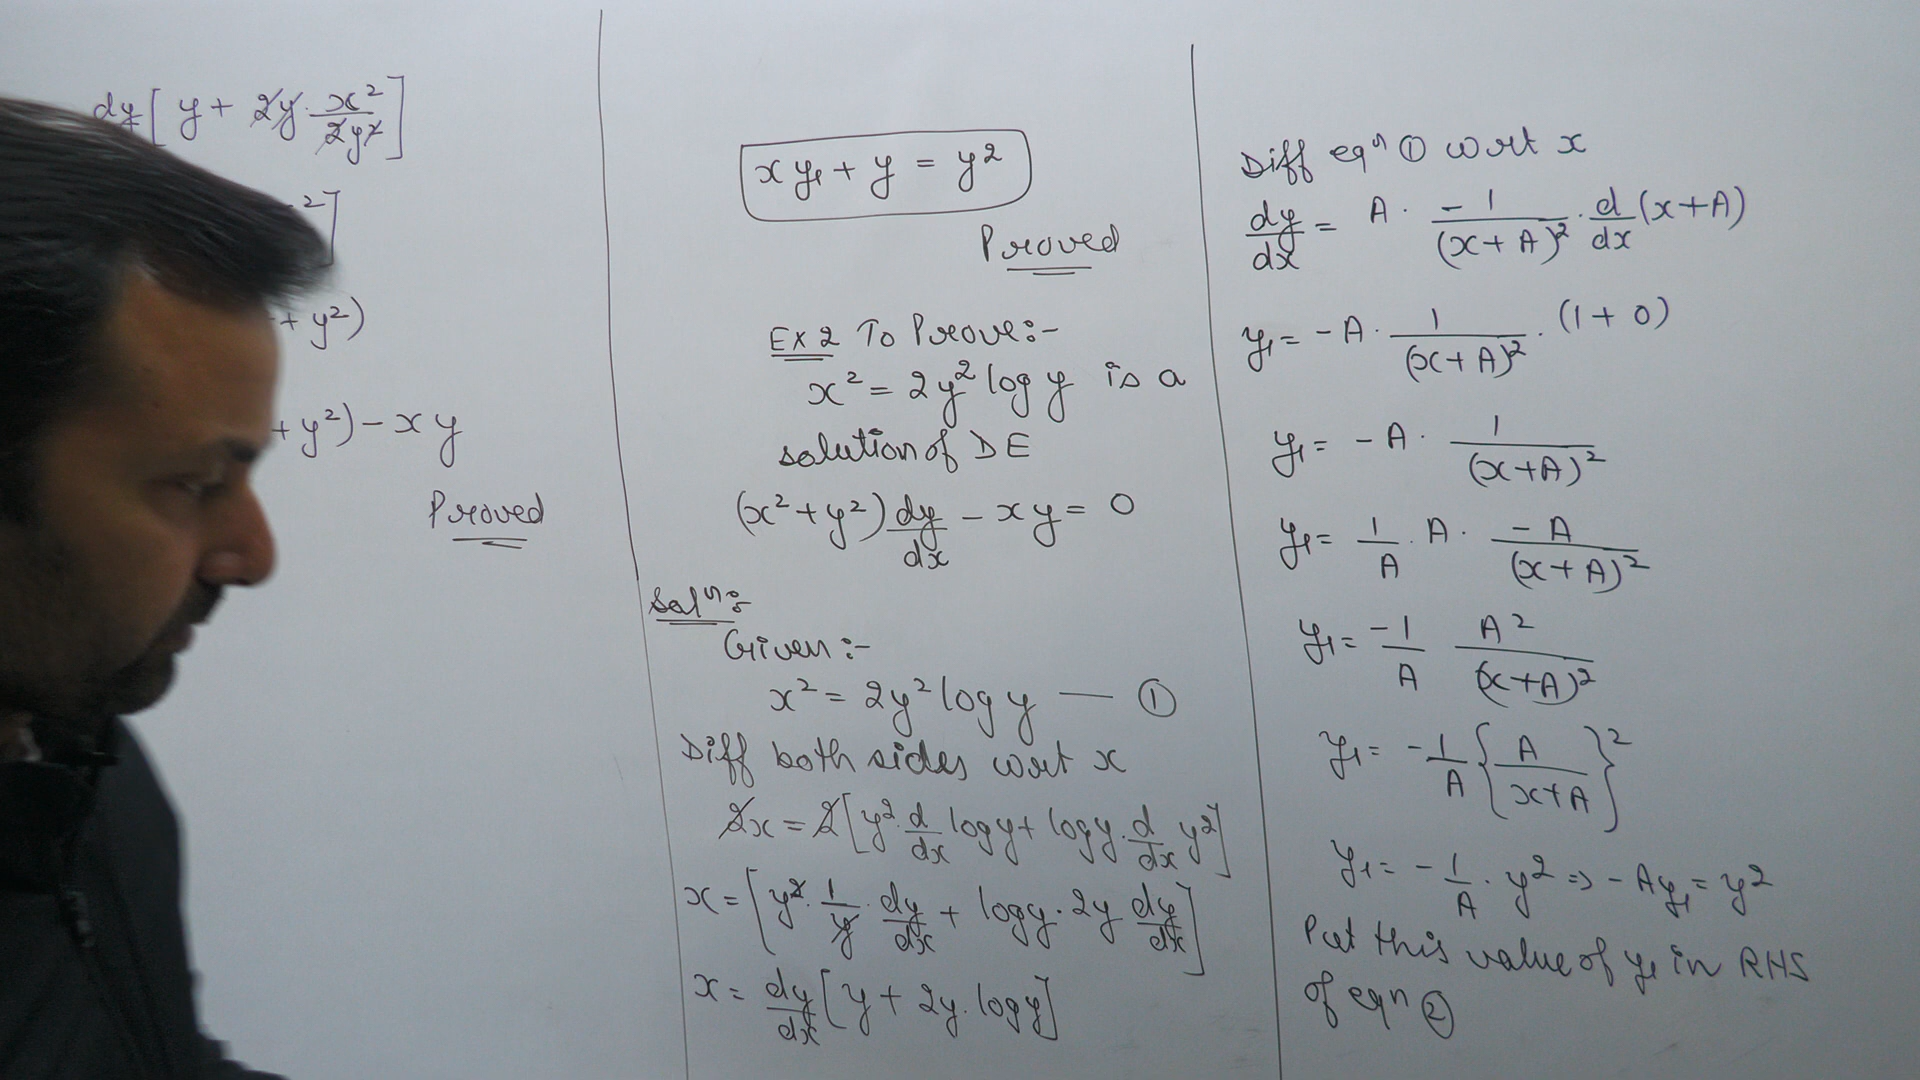 dy[ y + 2y · x²/2y²]
²]
+ y²)
+ y²) - xy
Proved
xy₁ + y = y²
Proved
Ex 2 To Prove:-
x² = 2y² log y is a
solution of DE
(x² + y²) dy/dx - xy = 0
Solⁿ:-
Given :-
x² = 2y² log y — ①
Diff both sides wrt x
2x = 2[y² · d/dx log y + log y · d/dx y²]
x = [y² · 1/y · dy/dx + log y · 2y dy/dx]
x = dy/dx [y + 2y · log y]
Diff eqⁿ ① wrt x
dy/dx = A · -1/(x+A)² · d/dx (x+A)
y₁ = -A · 1/(x+A)² · (1+0)
y₁ = -A · 1/(x+A)²
y₁ = 1/A · A · -A/(x+A)²
y₁ = -1/A A²/(x+A)²
y₁ = -1/A {A/x+A}²
y₁ = -1/A · y² ⇒ -Ay₁ = y²
Put this value of y₁ in RHS
of eqn ②